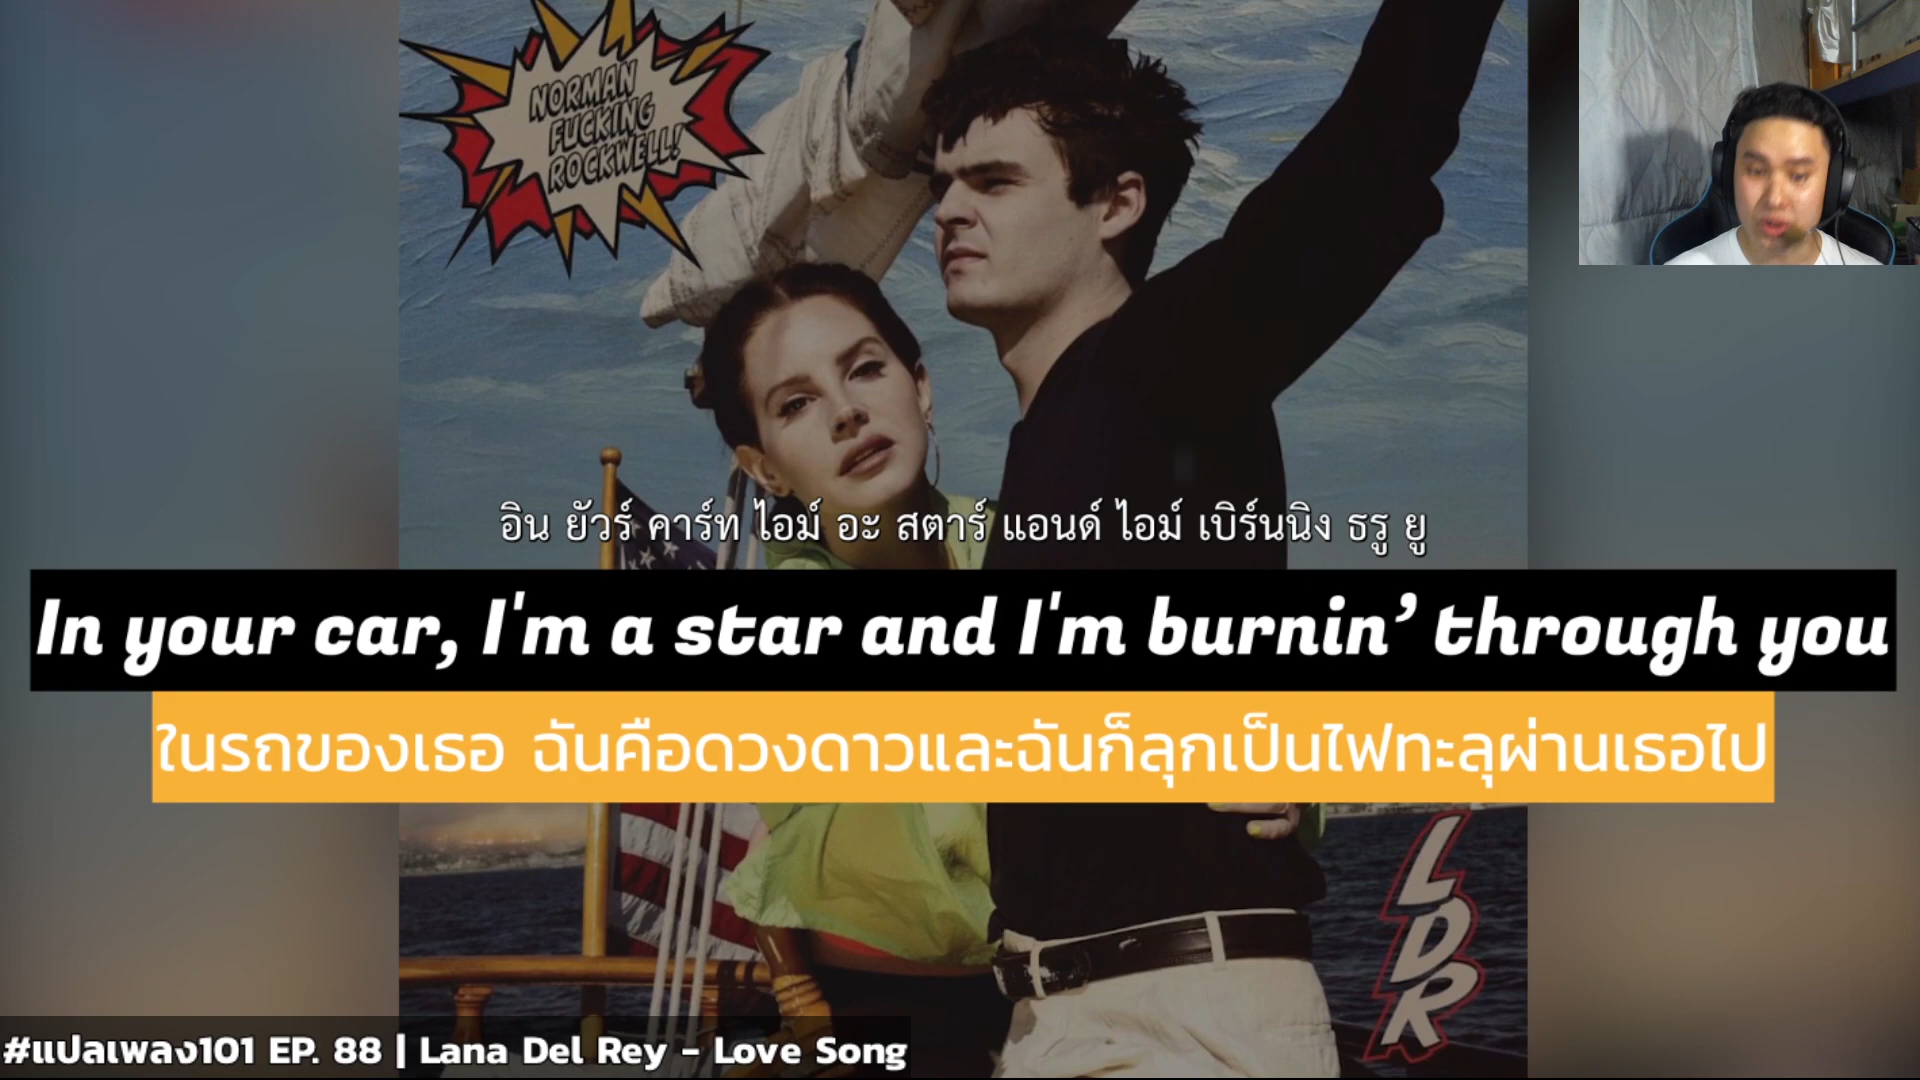 NORMAN
FUCKING
ROCKWELL!
อิน ยัวร์ คาร์ท ไอม์ อะ สตาร์ แอนด์ ไอม์ เบิร์นนิง ธรู ยู
In your car, I'm a star and I'm burnin’ through you
ในรถของเธอ ฉันคือดวงดาวและฉันก็ลุกเป็นไฟทะลุผ่านเธอไป
LDR
#แปลเพลง101 EP. 88 | Lana Del Rey - Love Song